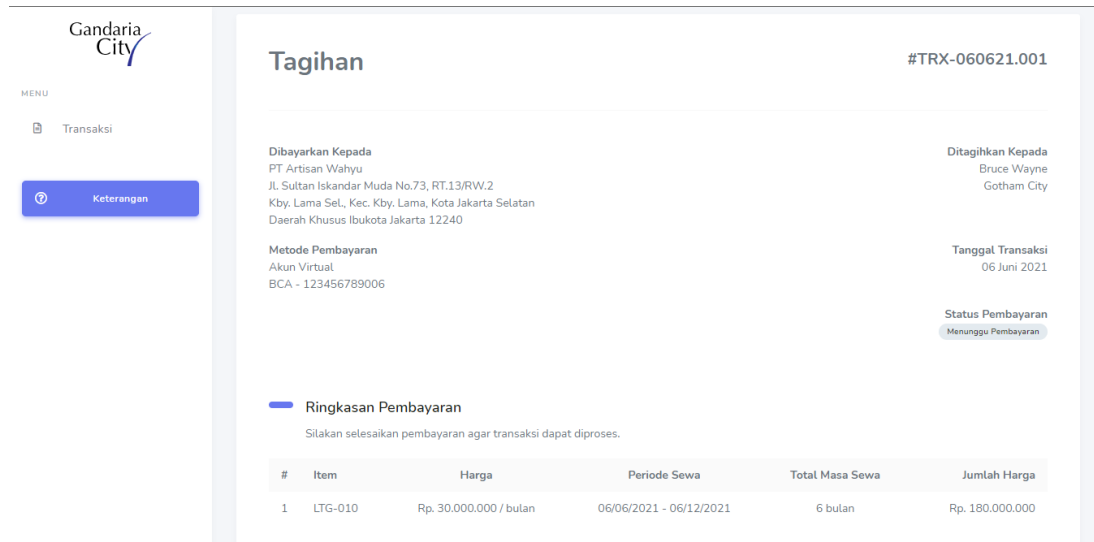 Gandaria
City
MENU
Transaksi
Keterangan
Tagihan
#TRX-060621.001
Dibayarkan Kepada
PT Artisan Wahyu
Jl. Sultan Iskandar Muda No.73, RT.13/RW.2
Kby. Lama Sel., Kec. Kby. Lama, Kota Jakarta Selatan
Daerah Khusus Ibukota Jakarta 12240
Ditagihkan Kepada
Bruce Wayne
Gotham City
Metode Pembayaran
Akun Virtual
BCA - 123456789006
Tanggal Transaksi
06 Juni 2021
Status Pembayaran
Menunggu Pembayaran
Ringkasan Pembayaran
Silakan selesaikan pembayaran agar transaksi dapat diproses.
# Item Harga Periode Sewa Total Masa Sewa Jumlah Harga
1 LTG-010 Rp. 30.000.000 / bulan 06/06/2021 - 06/12/2021 6 bulan Rp. 180.000.000